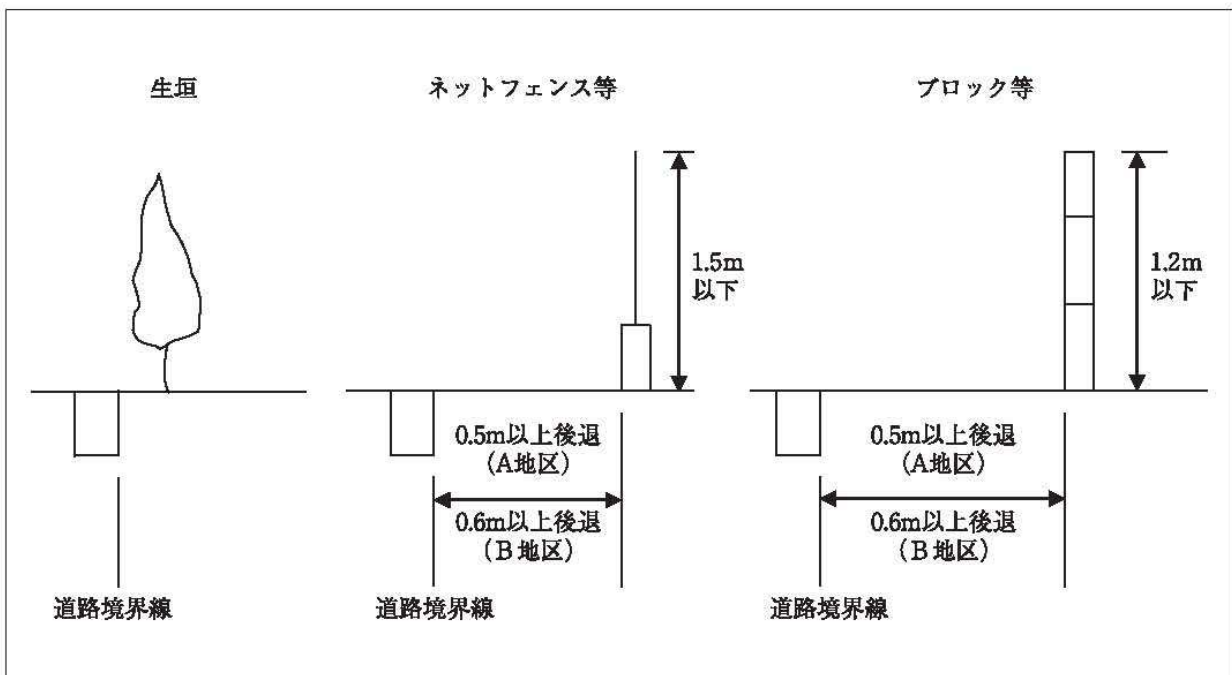 生垣
ネットフェンス等
ブロック等
1.5m
以下
1.2m
以下
0.5m以上後退
（A地区）
0.6m以上後退
（B地区）
0.5m以上後退
（A地区）
0.6m以上後退
（B地区）
道路境界線
道路境界線
道路境界線